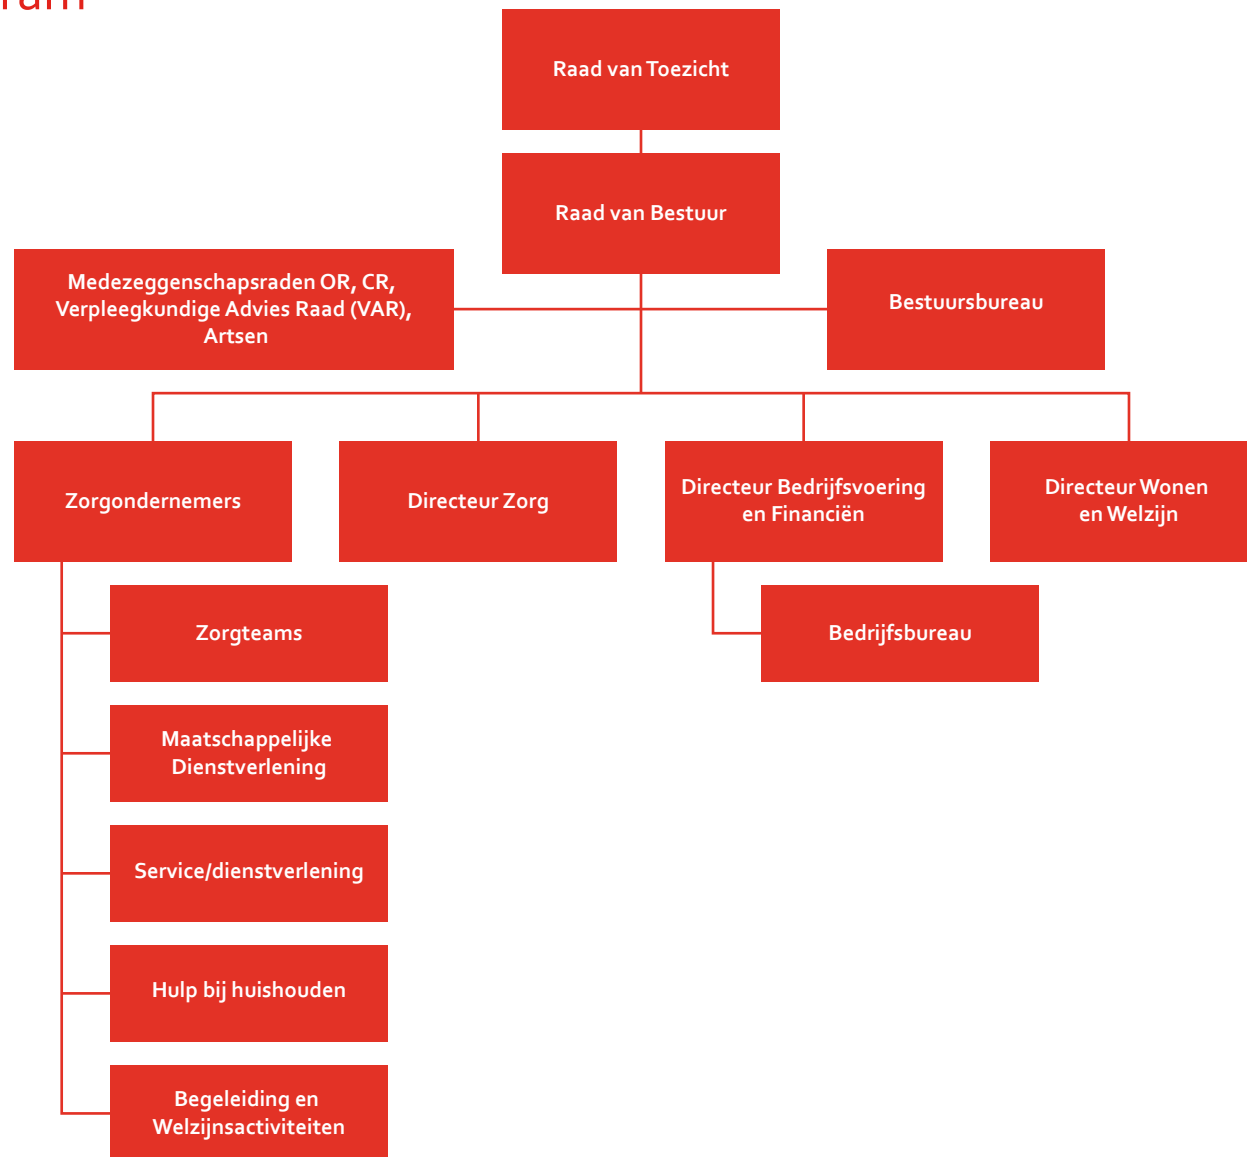 Raad van Toezicht
Raad van Bestuur
Medezeggenschapsraden OR, CR,
Verpleegkundige Advies Raad (VAR),
Artsen
Bestuursbureau
Zorgondernemers
Directeur Zorg
Directeur Bedrijfsvoering
en Financiën
Directeur Wonen
en Welzijn
Zorgteams
Bedrijfsbureau
Maatschappelijke
Dienstverlening
Service/dienstverlening
Hulp bij huishouden
Begeleiding en
Welzijnsactiviteiten